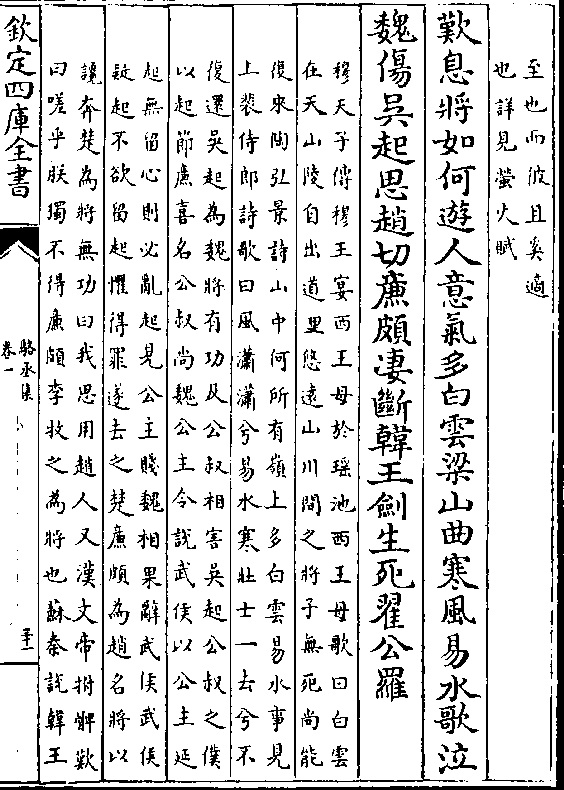 至也而彼且奚適
也詳見螢火賦
歎息將如何遊人意氣多白雲梁山曲寒風易水歌泣
魏傷吳起思趙切㢘頗凄斷韓王劍生死翟公羅
穆天子傳穆王宴西王母於瑶池西王母歌曰白雲
在天山陵自出道里悠逺山川間之將子無死尚能
復來陶弘景詩山中何所有嶺上多白雲易水事見
上裴侍郎詩歌曰風瀟瀟兮易水寒壯士一去兮不
復還吳起為魏將有功及公叔相害吳起公叔之僕
以起節㢘喜名公叔尚魏公主令説武侯以公主延
起無留心則必亂起見公主賤魏相果辭武侯武侯
疑起不欲留起懼得罪遂去之楚㢘頗為趙名將以
讒奔楚為將無功曰我思用趙人又漢文帝拊髀歎
曰嗟乎朕獨不得㢘頗李牧之為將也蘇秦説韓王
欽定四庫全書
駱丞集
卷一